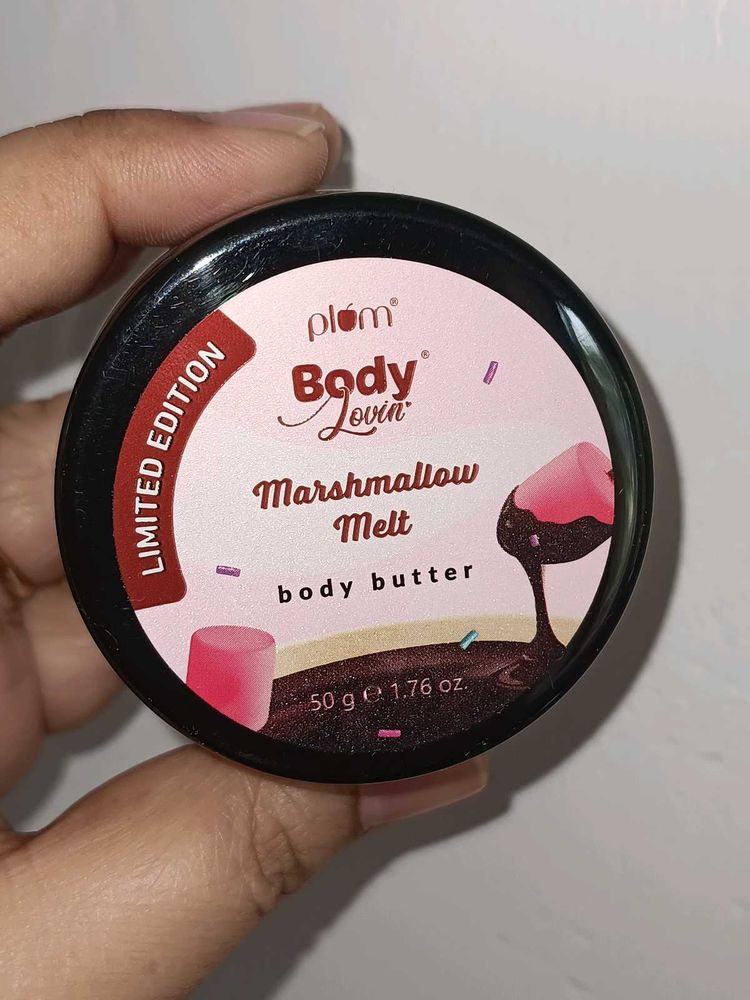 plum®
Body®
Lovin'
LIMITED EDITION
Marshmallow
Melt
body butter
50 g ℮ 1.76 oz.